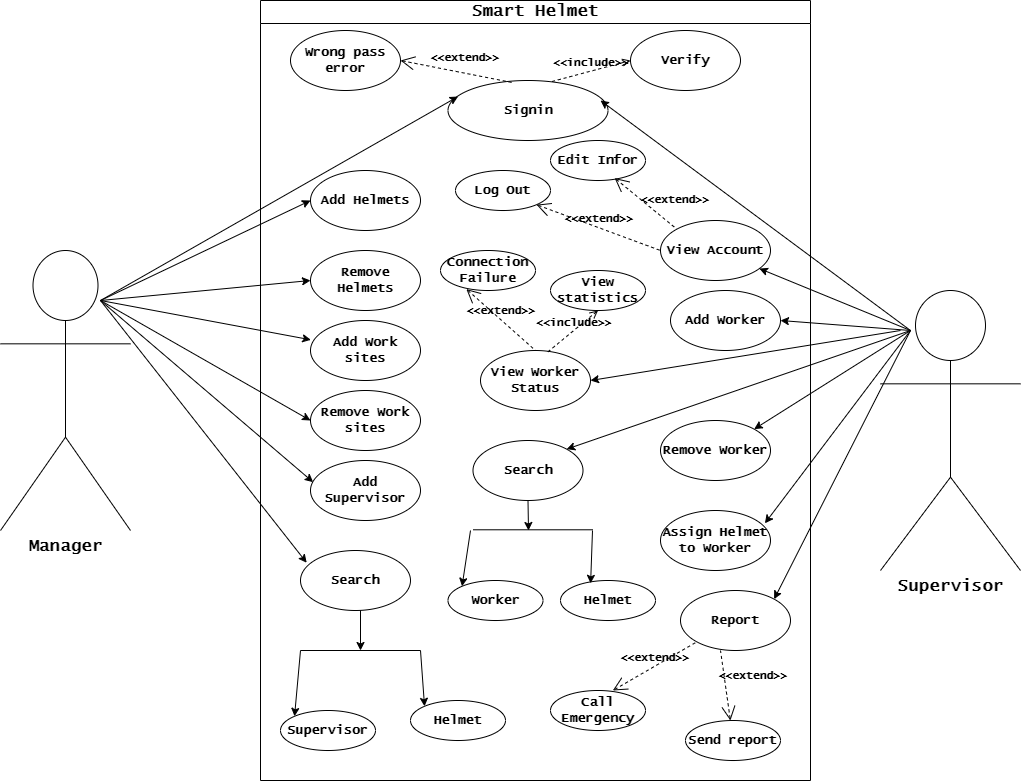 Smart Helmet
Wrong pass
error
<<extend>>
<<include>>
Verify
Signin
Edit Infor
Log Out
<<extend>>
<<extend>>
Add Helmets
View Account
Connection
Failure
View
statistics
Remove
Helmets
<<extend>>
<<include>>
Add Worker
Add Work
sites
View Worker
Status
Remove Work
sites
Remove Worker
Search
Add
Supervisor
Assign Helmet
to Worker
Manager
Supervisor
Search
Worker
Helmet
Report
<<extend>>
<<extend>>
Call
Emergency
Supervisor
Helmet
Send report